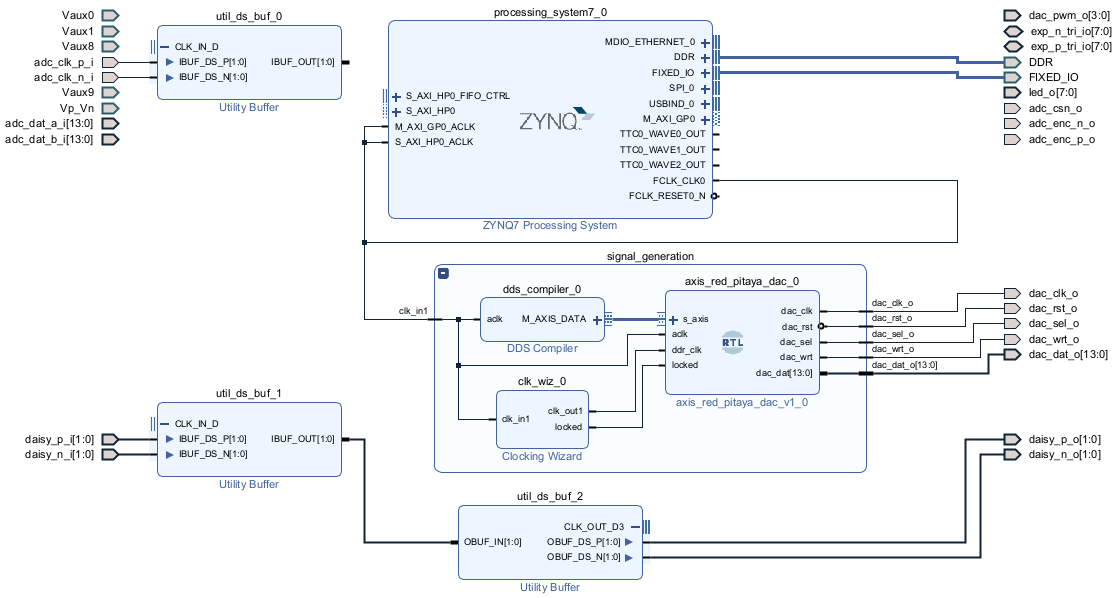 Vaux0
Vaux1
Vaux8
adc_clk_p_i
adc_clk_n_i
Vaux9
Vp_Vn
adc_dat_a_i[13:0]
adc_dat_b_i[13:0]
util_ds_buf_0
CLK_IN_D
IBUF_DS_P[1:0]
IBUF_DS_N[1:0]
IBUF_OUT[1:0]
Utility Buffer
processing_system7_0
S_AXI_HP0_FIFO_CTRL
S_AXI_HP0
M_AXI_GP0_ACLK
S_AXI_HP0_ACLK
ZYNQ
MDIO_ETHERNET_0
DDR
FIXED_IO
SPI_0
USBIND_0
M_AXI_GP0
TTC0_WAVE0_OUT
TTC0_WAVE1_OUT
TTC0_WAVE2_OUT
FCLK_CLK0
FCLK_RESET0_N
ZYNQ7 Processing System
dac_pwm_o[3:0]
exp_n_tri_io[7:0]
exp_p_tri_io[7:0]
DDR
FIXED_IO
led_o[7:0]
adc_csn_o
adc_enc_n_o
adc_enc_p_o
signal_generation
clk_in1
dds_compiler_0
aclk
M_AXIS_DATA
DDS Compiler
clk_wiz_0
clk_in1
clk_out1
locked
Clocking Wizard
axis_red_pitaya_dac_0
s_axis
aclk
ddr_clk
locked
RTL
dac_clk
dac_rst
dac_sel
dac_wrt
dac_dat[13:0]
axis_red_pitaya_dac_v1_0
dac_clk_o
dac_rst_o
dac_sel_o
dac_wrt_o
dac_dat_o[13:0]
dac_clk_o
dac_rst_o
dac_sel_o
dac_wrt_o
dac_dat_o[13:0]
daisy_p_i[1:0]
daisy_n_i[1:0]
util_ds_buf_1
CLK_IN_D
IBUF_DS_P[1:0]
IBUF_DS_N[1:0]
IBUF_OUT[1:0]
Utility Buffer
util_ds_buf_2
OBUF_IN[1:0]
CLK_OUT_D3
OBUF_DS_P[1:0]
OBUF_DS_N[1:0]
Utility Buffer
daisy_p_o[1:0]
daisy_n_o[1:0]